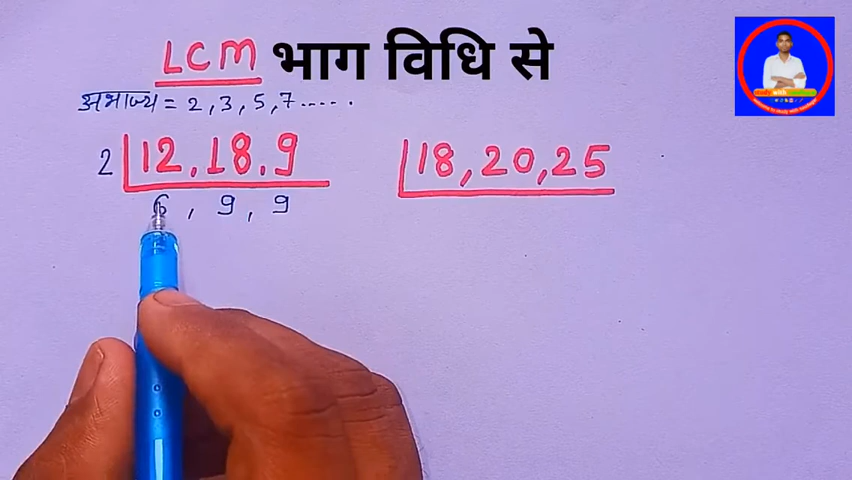 LCM भाग विधि से
अभाज्य = 2, 3, 5, 7.....
2 12, 18, 9
6, 9, 9
18, 20, 25